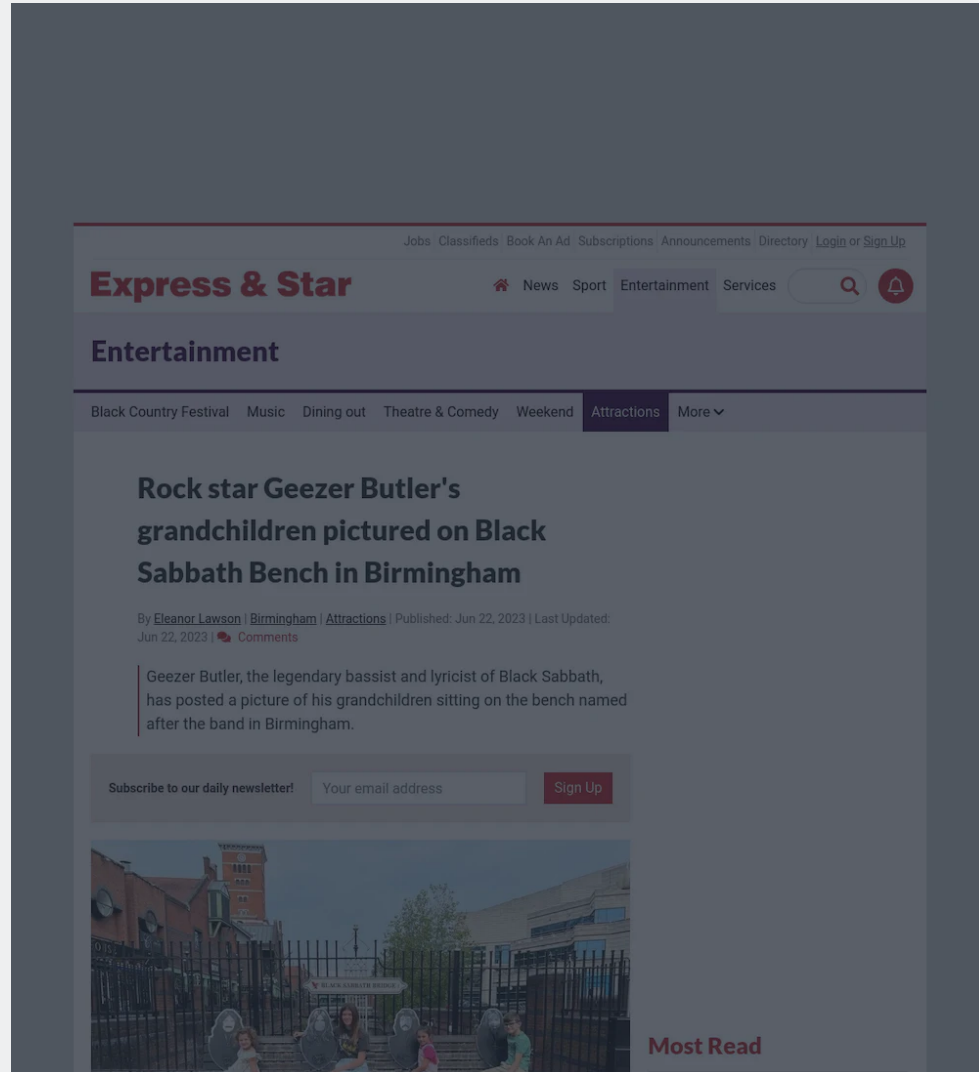 Jobs Classifieds Book An Ad Subscriptions Announcements Directory Login or Sign Up
Express & Star
News Sport Entertainment Services
Entertainment
Black Country Festival Music Dining out Theatre & Comedy Weekend Attractions More
Rock star Geezer Butler's
grandchildren pictured on Black
Sabbath Bench in Birmingham
By Eleanor Lawson | Birmingham | Attractions | Published: Jun 22, 2023 | Last Updated:
Jun 22, 2023 | Comments
Geezer Butler, the legendary bassist and lyricist of Black Sabbath,
has posted a picture of his grandchildren sitting on the bench named
after the band in Birmingham.
Subscribe to our daily newsletter! Your email address Sign Up
BLACK SABBATH BRIDGE
Most Read